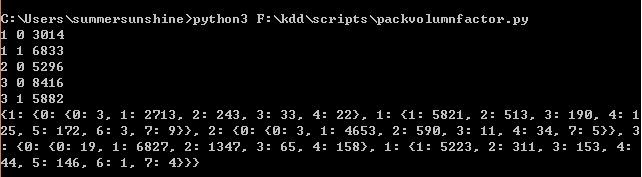 C:\Users\summersunshine>python3 F:\kdd\scripts\packvolumnfactor.py
1 0 3014
1 1 6833
2 0 5296
3 0 8416
3 1 5882
{1: {0: {0: 3, 1: 2713, 2: 243, 3: 33, 4: 22}, 1: {1: 5821, 2: 513, 3: 190, 4: 1
25, 5: 172, 6: 3, 7: 9}}, 2: {0: {0: 3, 1: 4653, 2: 590, 3: 11, 4: 34, 7: 5}}, 3
: {0: {0: 19, 1: 6827, 2: 1347, 3: 65, 4: 158}, 1: {1: 5223, 2: 311, 3: 153, 4:
44, 5: 146, 6: 1, 7: 4}}}